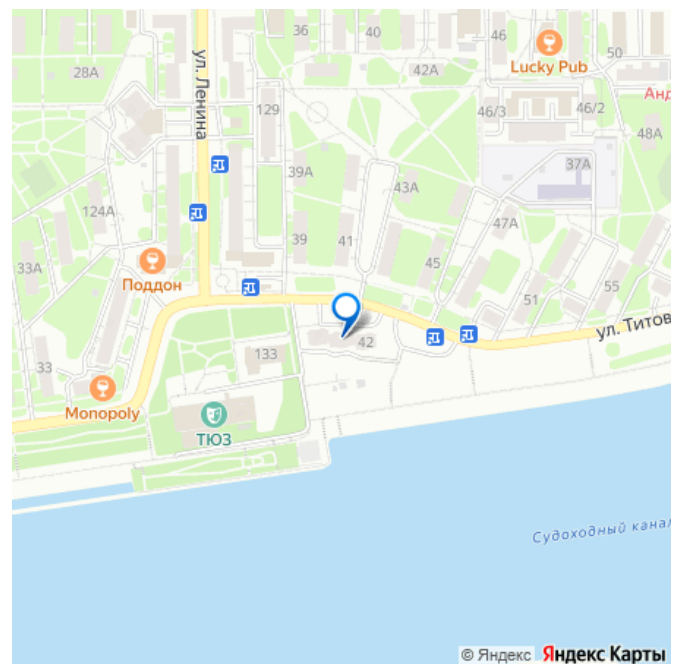 36
40
46
Lucky Pub
50
28А
42А
ул. Ленина
129
46/3
46/2
Анд
48А
39А
37А
43А
124А
47А
39
41
33А
Поддон
45
51
55
ул. Титов
133
42
33
Monopoly
ТЮЗ
Судоходный канал
© Яндекс Яндекс Карты